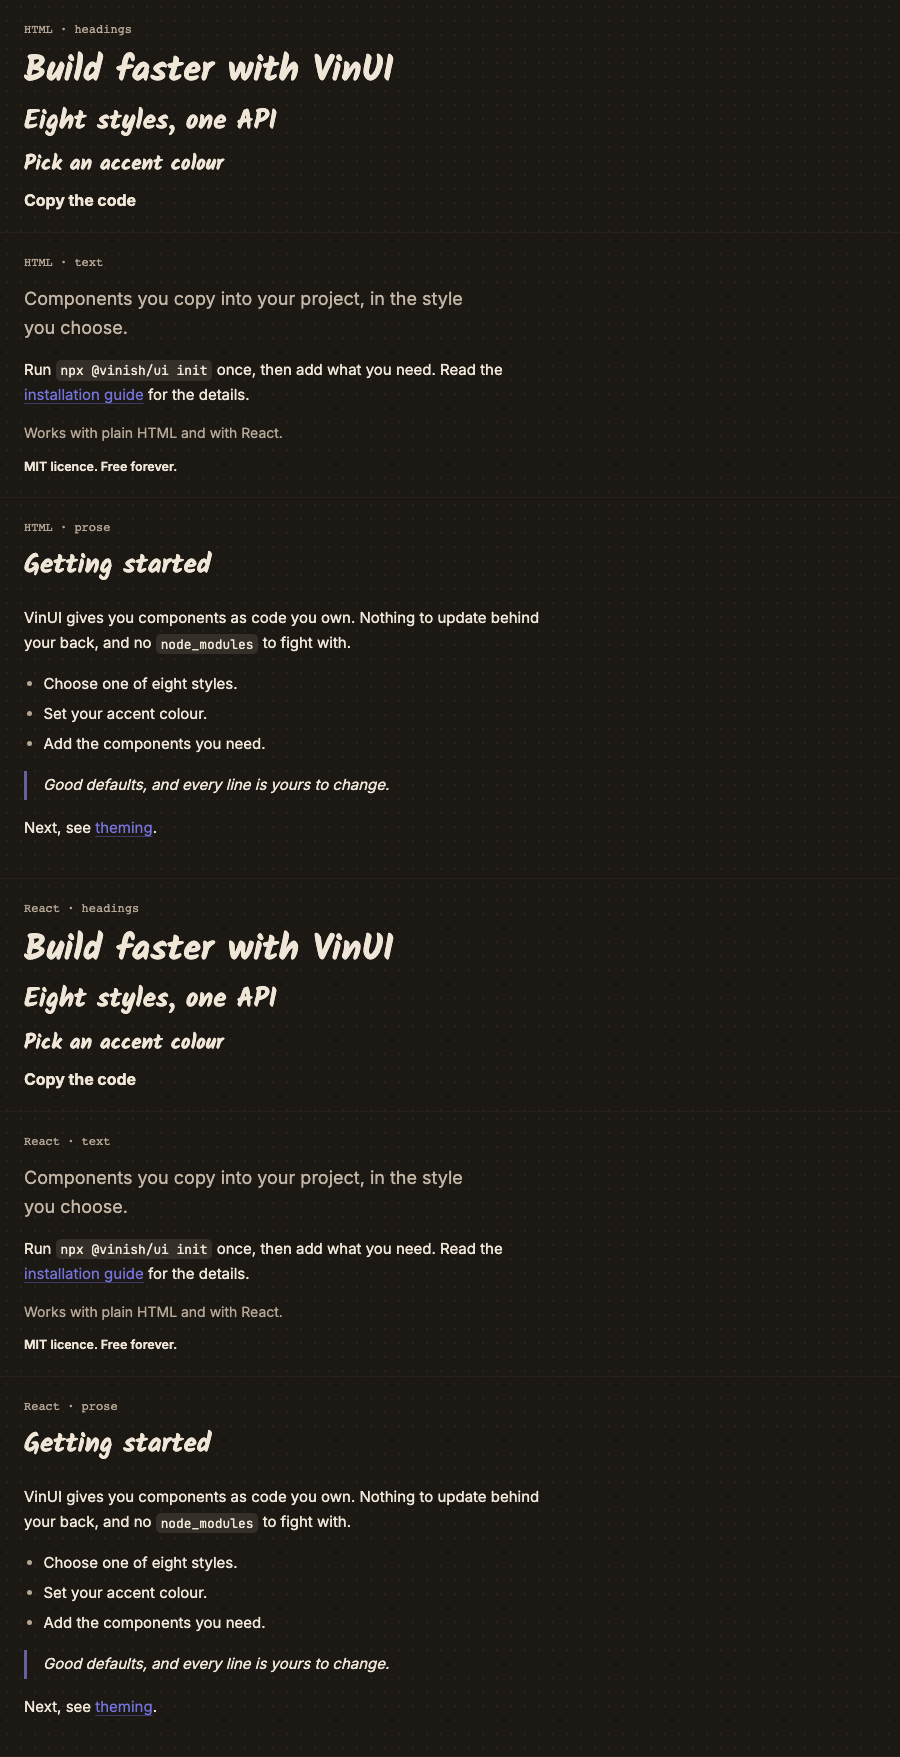 HTML · headings
Build faster with VinUI
Eight styles, one API
Pick an accent colour
Copy the code
HTML · text
Components you copy into your project, in the style
you choose.
Run npx @vinish/ui init once, then add what you need. Read the
installation guide for the details.
Works with plain HTML and with React.
MIT licence. Free forever.
HTML · prose
Getting started
VinUI gives you components as code you own. Nothing to update behind
your back, and no node_modules to fight with.
• Choose one of eight styles.
• Set your accent colour.
• Add the components you need.
Good defaults, and every line is yours to change.
Next, see theming.
React · headings
Build faster with VinUI
Eight styles, one API
Pick an accent colour
Copy the code
React · text
Components you copy into your project, in the style
you choose.
Run npx @vinish/ui init once, then add what you need. Read the
installation guide for the details.
Works with plain HTML and with React.
MIT licence. Free forever.
React · prose
Getting started
VinUI gives you components as code you own. Nothing to update behind
your back, and no node_modules to fight with.
• Choose one of eight styles.
• Set your accent colour.
• Add the components you need.
Good defaults, and every line is yours to change.
Next, see theming.